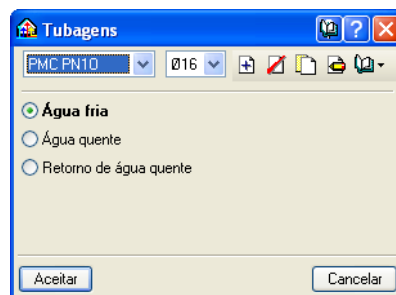 Tubagens
PMC PN10 Ø16
Água fria
Água quente
Retorno de água quente
Aceitar Cancelar